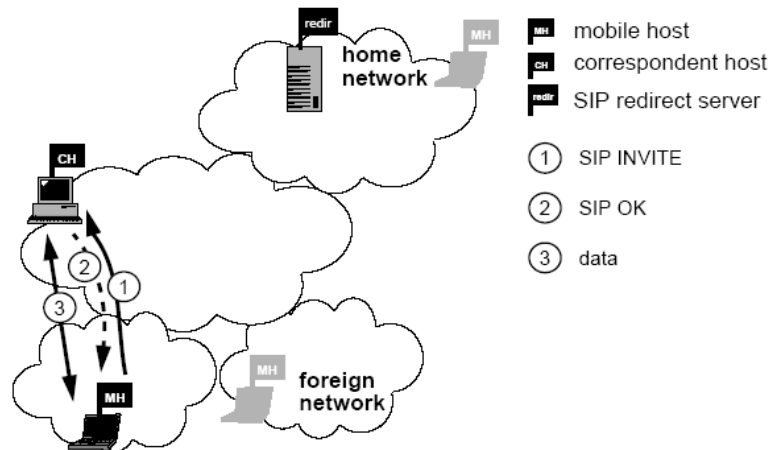 redir
home
network
MH
MH mobile host
CH correspondent host
redir SIP redirect server
1 SIP INVITE
2 SIP OK
3 data
CH
2
1
3
MH
MH
foreign
network